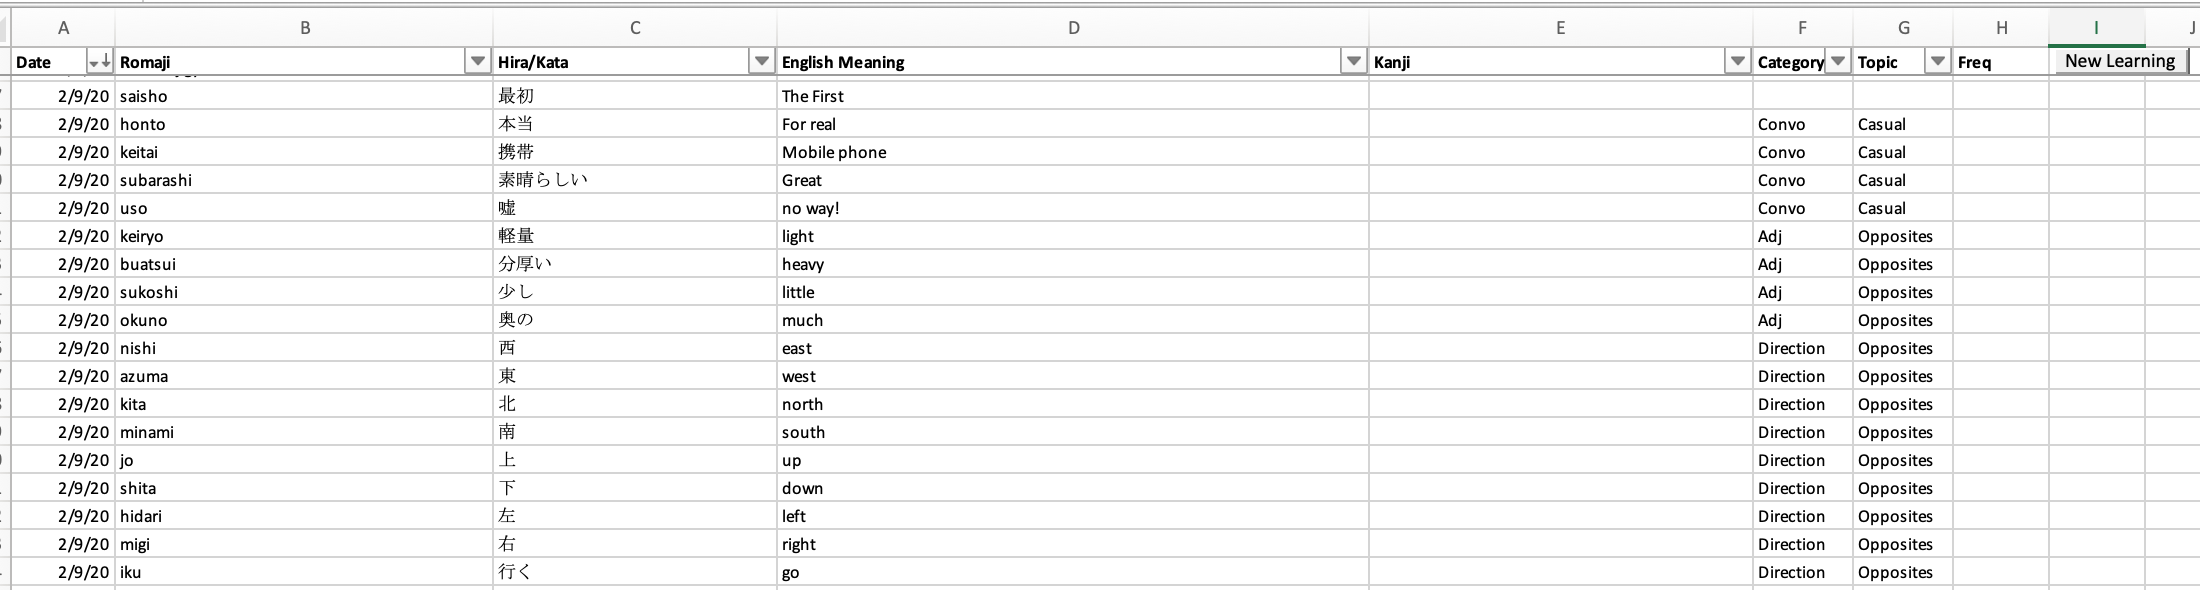 A B C D E F G H I J
Date Romaji Hira/Kata English Meaning Kanji Category Topic Freq New Learning
2/9/20 saisho 最初 The First
2/9/20 honto 本当 For real Convo Casual
2/9/20 keitai 携帯 Mobile phone Convo Casual
2/9/20 subarashi 素晴らしい Great Convo Casual
2/9/20 uso 嘘 no way! Convo Casual
2/9/20 keiryo 軽量 light Adj Opposites
2/9/20 buatsui 分厚い heavy Adj Opposites
2/9/20 sukoshi 少し little Adj Opposites
2/9/20 okuno 奥の much Adj Opposites
2/9/20 nishi 西 east Direction Opposites
2/9/20 azuma 東 west Direction Opposites
2/9/20 kita 北 north Direction Opposites
2/9/20 minami 南 south Direction Opposites
2/9/20 jo 上 up Direction Opposites
2/9/20 shita 下 down Direction Opposites
2/9/20 hidari 左 left Direction Opposites
2/9/20 migi 右 right Direction Opposites
2/9/20 iku 行く go Direction Opposites